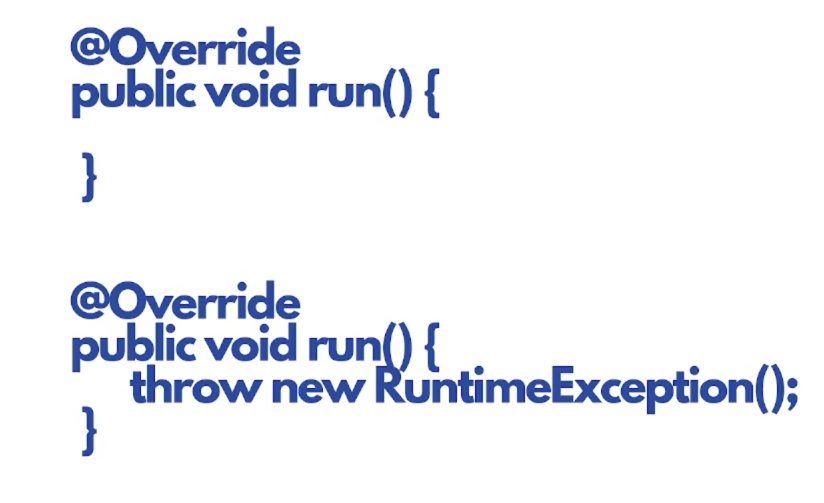 @Override
public void run() {
}
@Override
public void run() {
throw new RuntimeException();
}